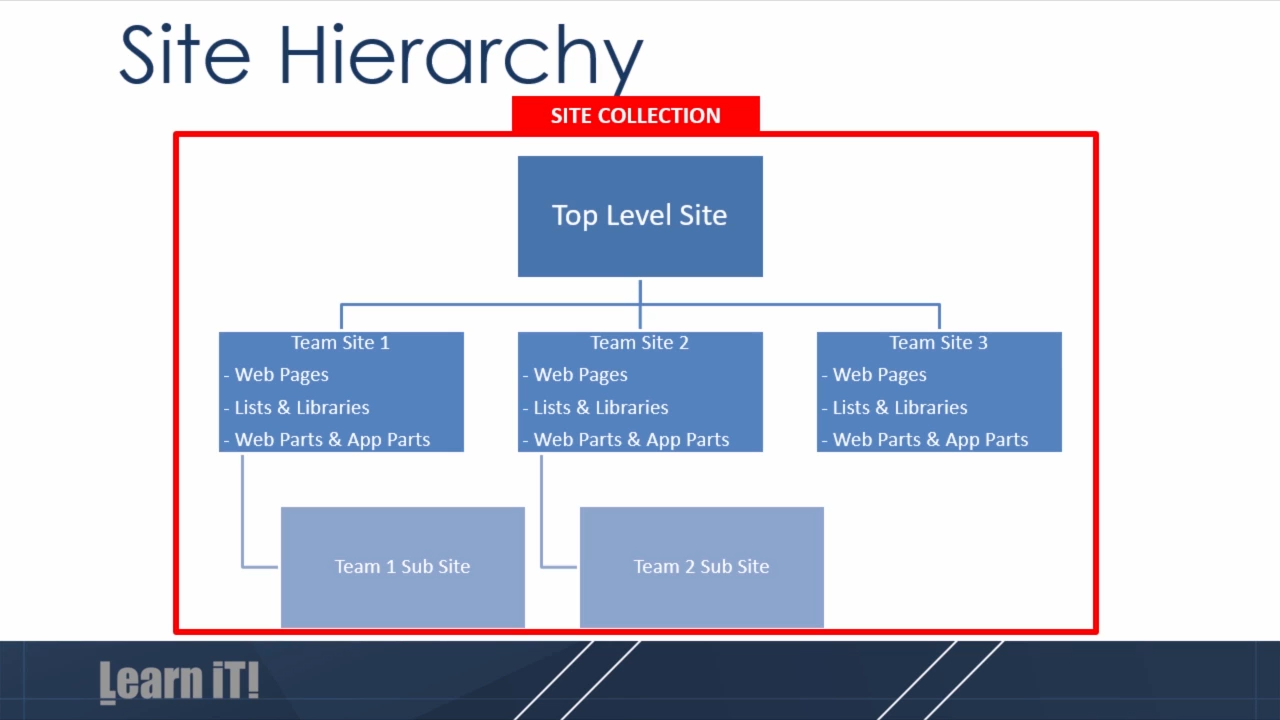 Site Hierarchy
SITE COLLECTION
Top Level Site
Team Site 1
- Web Pages
- Lists & Libraries
- Web Parts & App Parts
Team Site 2
- Web Pages
- Lists & Libraries
- Web Parts & App Parts
Team Site 3
- Web Pages
- Lists & Libraries
- Web Parts & App Parts
Team 1 Sub Site
Team 2 Sub Site
Learn iT!